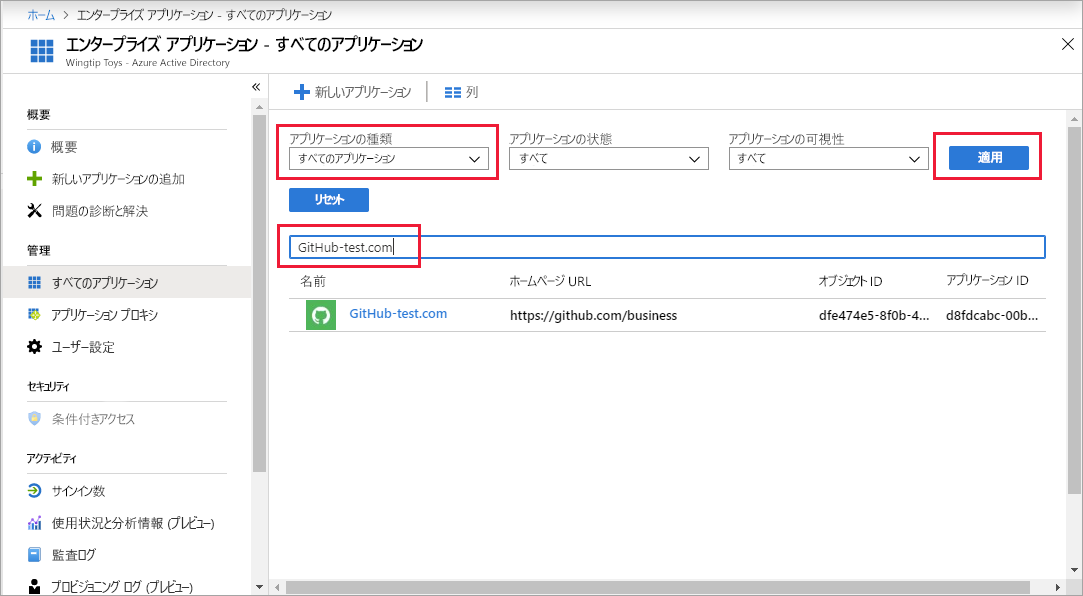 ホーム > エンタープライズ アプリケーション - すべてのアプリケーション
エンタープライズ アプリケーション - すべてのアプリケーション
Wingtip Toys - Azure Active Directory
概要
概要
新しいアプリケーションの追加
問題の診断と解決
管理
すべてのアプリケーション
アプリケーション プロキシ
ユーザー設定
セキュリティ
条件付きアクセス
アクティビティ
サインイン数
使用状況と分析情報 (プレビュー)
監査ログ
プロビジョニング ログ (プレビュー)
新しいアプリケーション 列
アプリケーションの種類 アプリケーションの状態 アプリケーションの可視性
すべてのアプリケーション すべて すべて 適用
リセット
GitHub-test.com
名前 ホームページ URL オブジェクト ID アプリケーション ID
GitHub-test.com https://github.com/business dfe474e5-8f0b-4... d8fdcabc-00b...